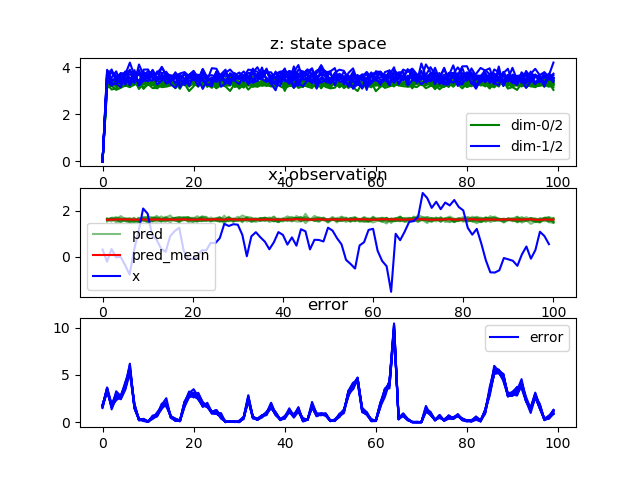 z: state space
4
2
0
dim-0/2
dim-1/2
0 20 40 60 80 100
x: observation
2
0
pred
pred_mean
x
0 20 40 60 80 100
error
10
5
0
error
0 20 40 60 80 100